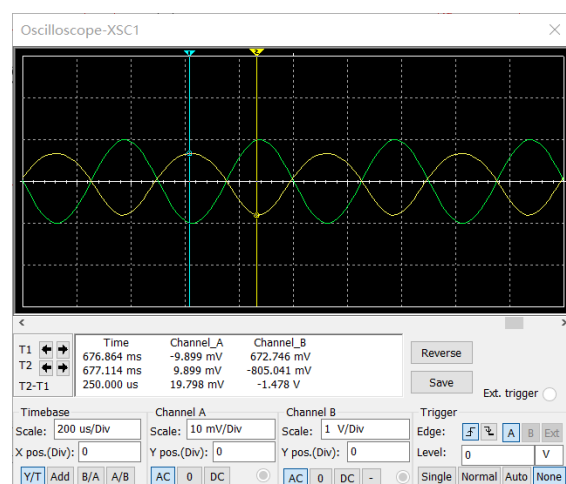 Oscilloscope-XSC1
1 2
T1 Time Channel_A Channel_B
676.864 ms -9.899 mV 672.746 mV
T2 677.114 ms 9.899 mV -805.041 mV
T2-T1 250.000 us 19.798 mV -1.478 V
Reverse
Save
Ext. trigger
Timebase Channel A Channel B Trigger
Scale: 200 us/Div Scale: 10 mV/Div Scale: 1 V/Div Edge: A B Ext
X pos.(Div): 0 Y pos.(Div): 0 Y pos.(Div): 0 Level: 0 V
Y/T Add B/A A/B AC 0 DC AC 0 DC - Single Normal Auto None